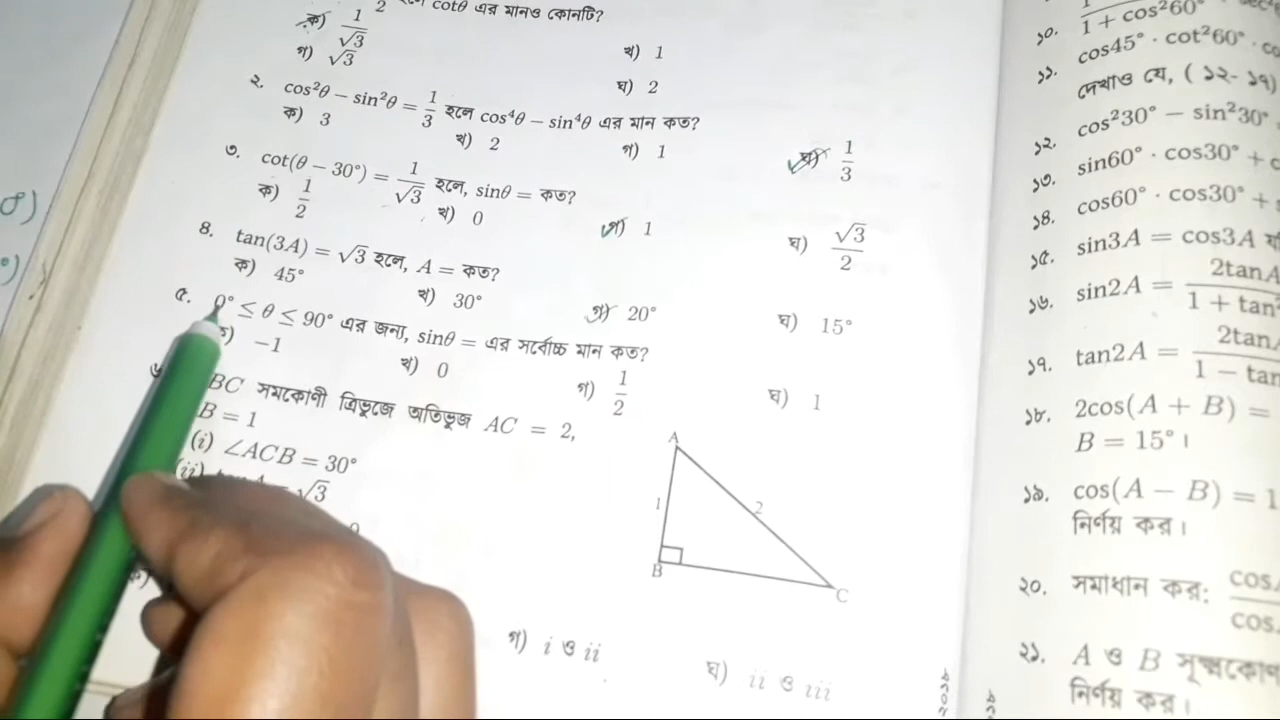 cotθ এর মানও কোনটি?
ক) 1/√3
খ) 1
গ) √3
ঘ) 2
২. cos²θ − sin²θ = 1/3 হলে cos⁴θ − sin⁴θ এর মান কত?
ক) 3 খ) 2 গ) 1 ঘ) 1/3
৩. cot(θ − 30°) = 1/√3 হলে, sinθ = কত?
ক) 1/2 খ) 0 গ) 1 ঘ) √3/2
৪. tan(3A) = √3 হলে, A = কত?
ক) 45° খ) 30° গ) 20° ঘ) 15°
৫. 0° ≤ θ ≤ 90° এর জন্য, sinθ = এর সর্বোচ্চ মান কত?
−1 খ) 0 গ) 1/2 ঘ) 1
BC সমকোণী ত্রিভুজে অতিভুজ AC = 2,
B = 1
(i) ∠ACB = 30°
(ii) √3
A
1 2
B C
গ) i ও ii ঘ) ii ও iii
১০. 1 + cos²60°
১১. cos45° · cot²60°
দেখাও যে, (১২-১৭)
১২. cos²30° − sin²30°
১৩. sin60° · cos30° +
১৪. cos60° · cos30° +
১৫. sin3A = cos3A
১৬. sin2A = 2tanA / 1 + tan
১৭. tan2A = 2tan / 1 − tan
১৮. 2cos(A + B) =
B = 15°।
১৯. cos(A − B) = 1
নির্ণয় কর।
২০. সমাধান কর: cos / cos
২১. A ও B
নির্ণয় কর।